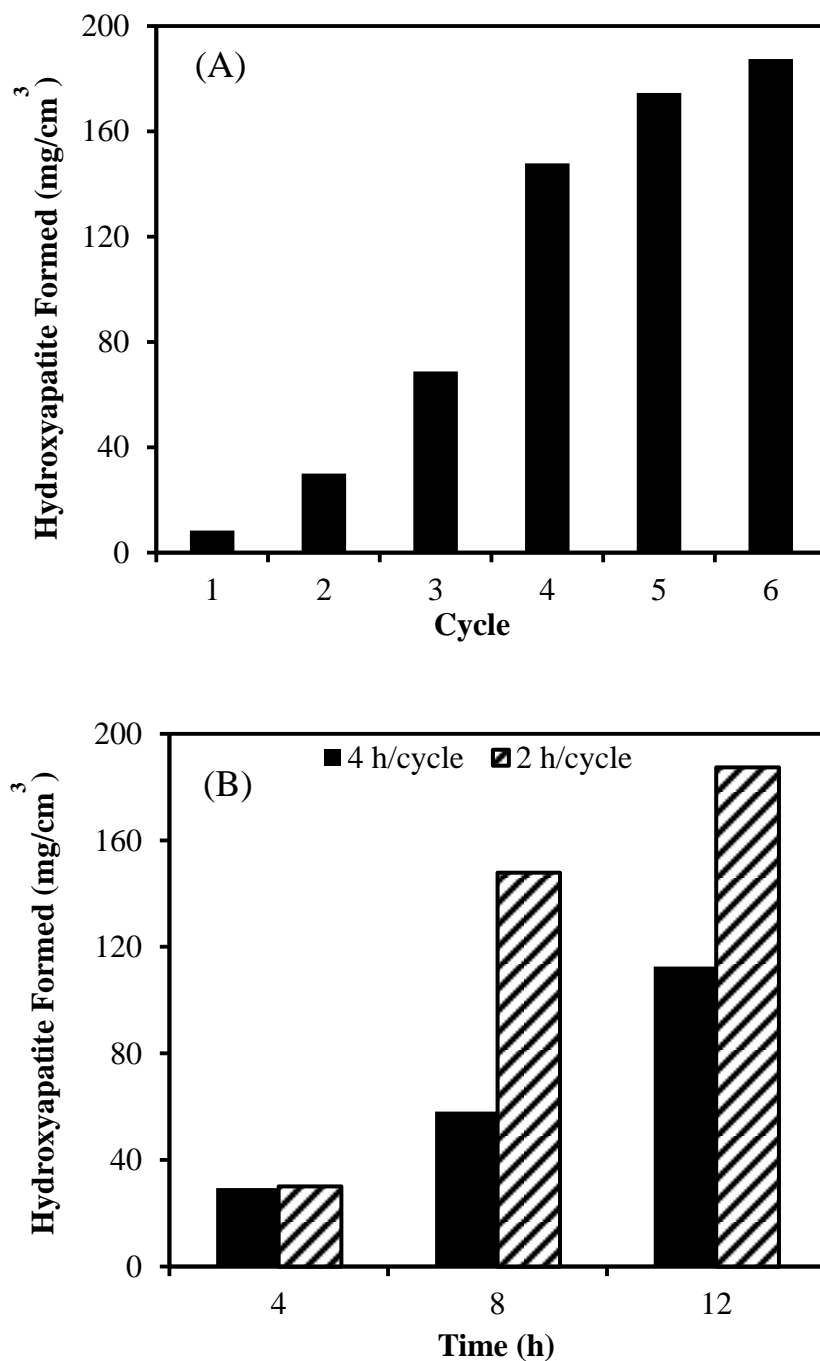 (A)
Hydroxyapatite Formed (mg/cm³)
200
160
120
80
40
0
1 2 3 4 5 6
Cycle
(B)
■ 4 h/cycle ▨ 2 h/cycle
Hydroxyapatite Formed (mg/cm³)
200
160
120
80
40
0
4 8 12
Time (h)